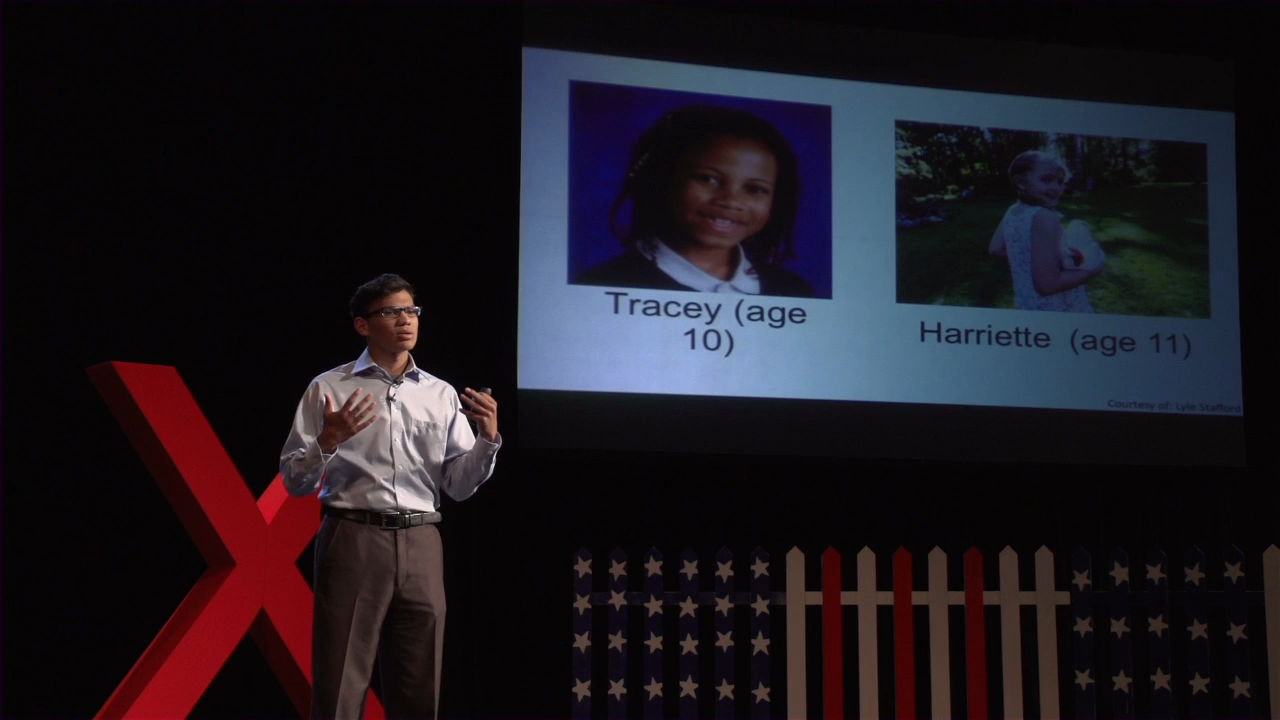 X
Tracey (age
10)
Harriette (age 11)
Courtesy of: Lyle Stafford